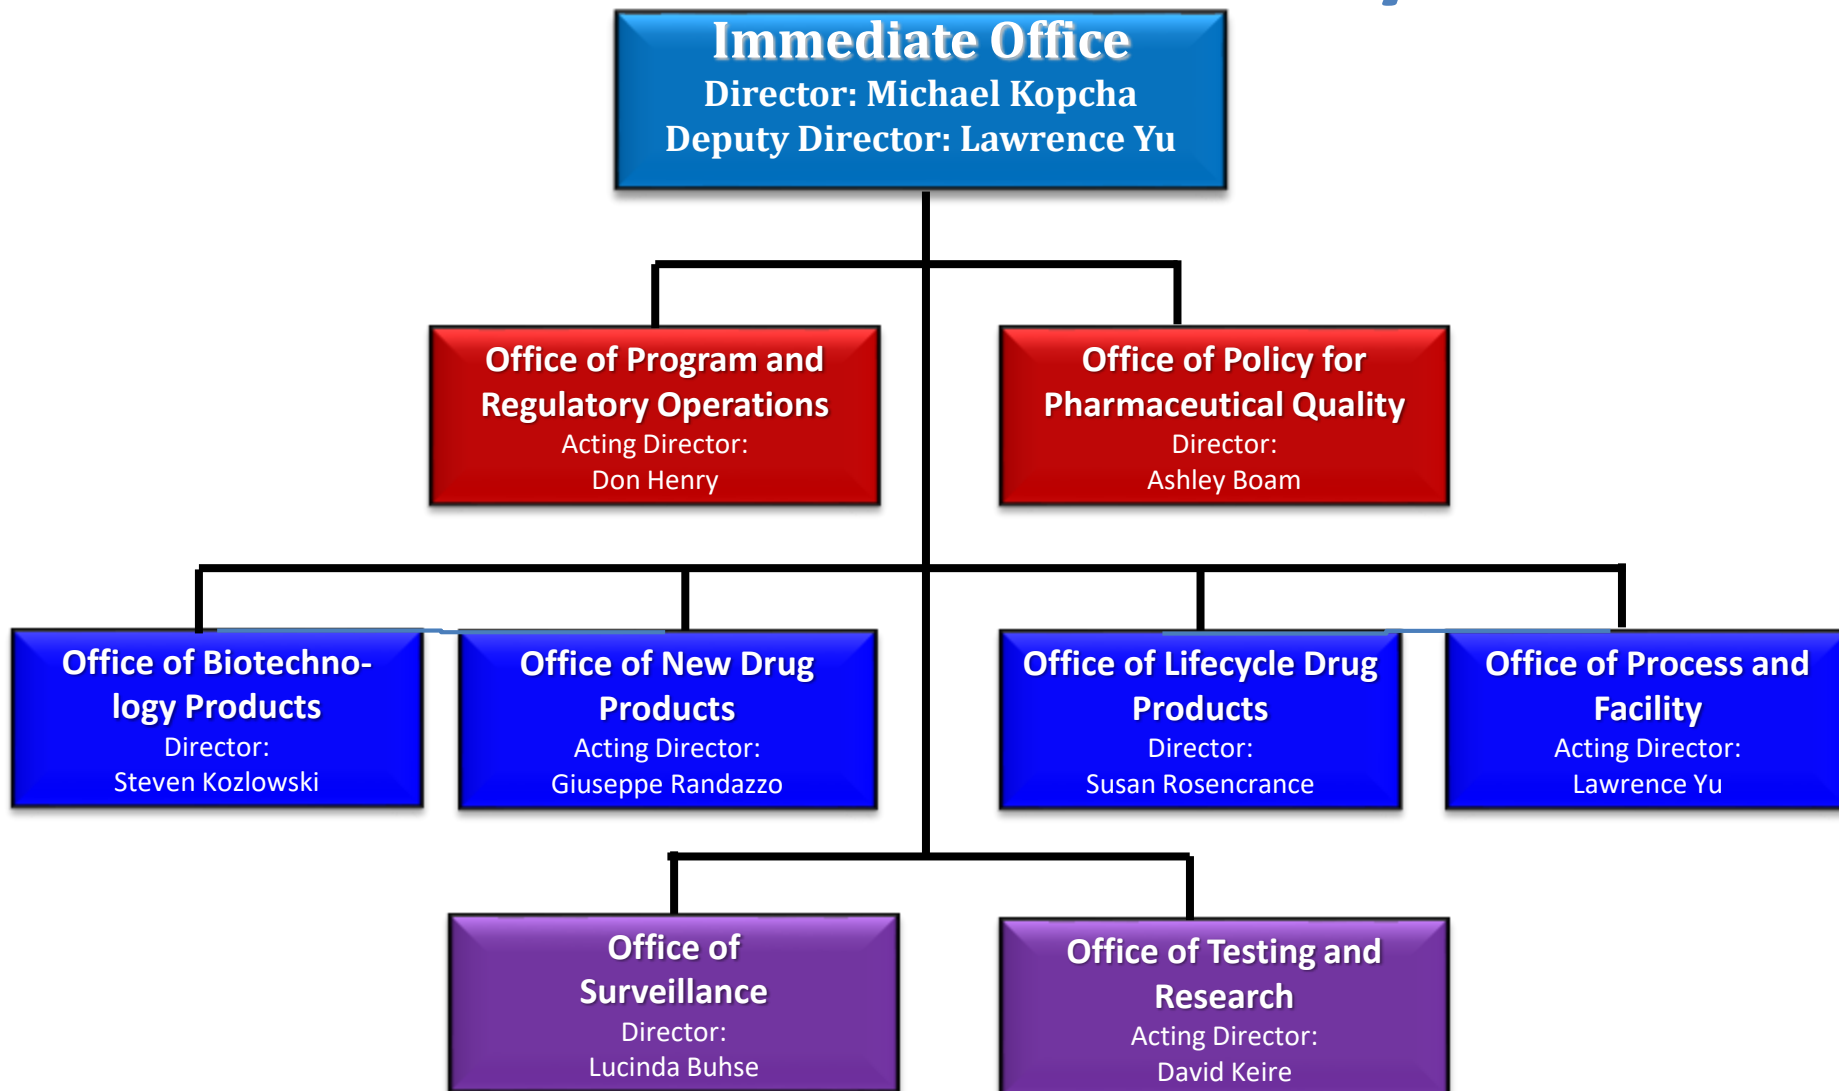 Immediate Office
Director: Michael Kopcha
Deputy Director: Lawrence Yu
Office of Program and
Regulatory Operations
Acting Director:
Don Henry
Office of Policy for
Pharmaceutical Quality
Director:
Ashley Boam
Office of Biotechno-
logy Products
Director:
Steven Kozlowski
Office of New Drug
Products
Acting Director:
Giuseppe Randazzo
Office of Lifecycle Drug
Products
Director:
Susan Rosencrance
Office of Process and
Facility
Acting Director:
Lawrence Yu
Office of
Surveillance
Director:
Lucinda Buhse
Office of Testing and
Research
Acting Director:
David Keire